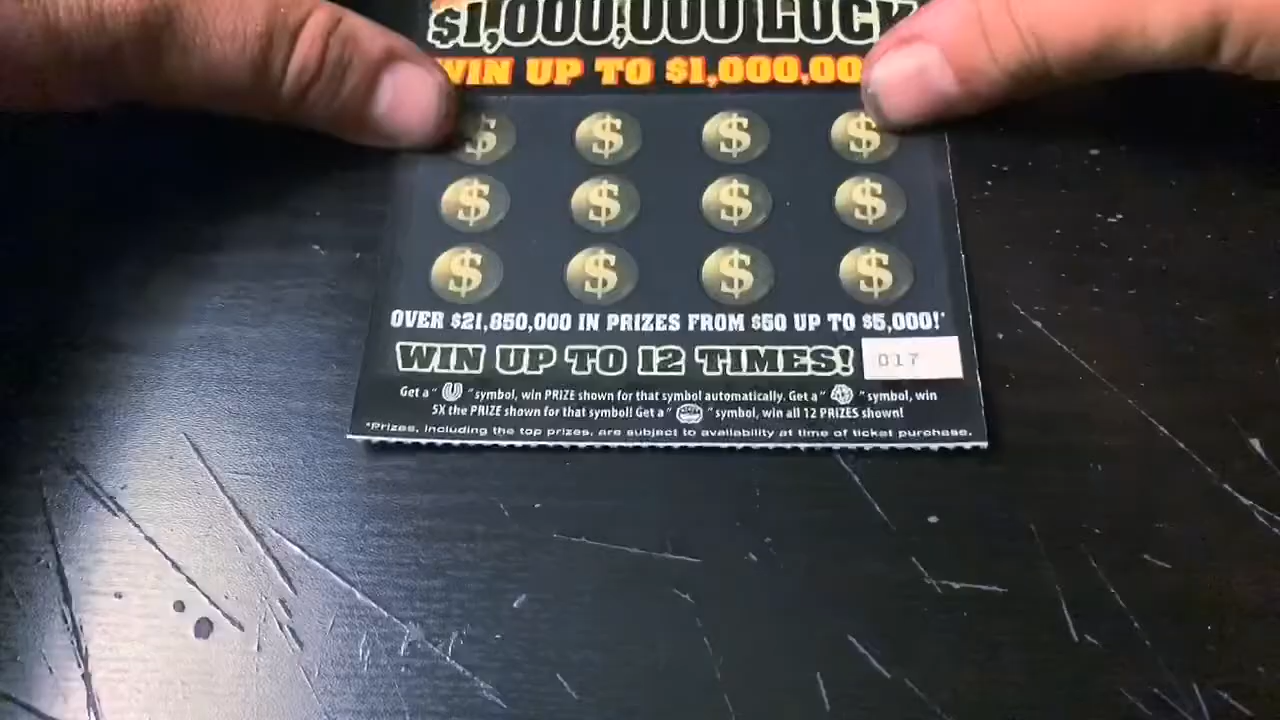 $1,000,000 LUCK
WIN UP TO $1,000,00
$ $ $ $
$ $ $ $
$ $ $ $
OVER $21,850,000 IN PRIZES FROM $50 UP TO $5,000!*
WIN UP TO 12 TIMES! 017
Get a " " symbol, win PRIZE shown for that symbol automatically. Get a " " symbol, win
5X the PRIZE shown for that symbol! Get a " " symbol, win all 12 PRIZES shown!
*Prizes, including the top prizes, are subject to availability at time of ticket purchase.